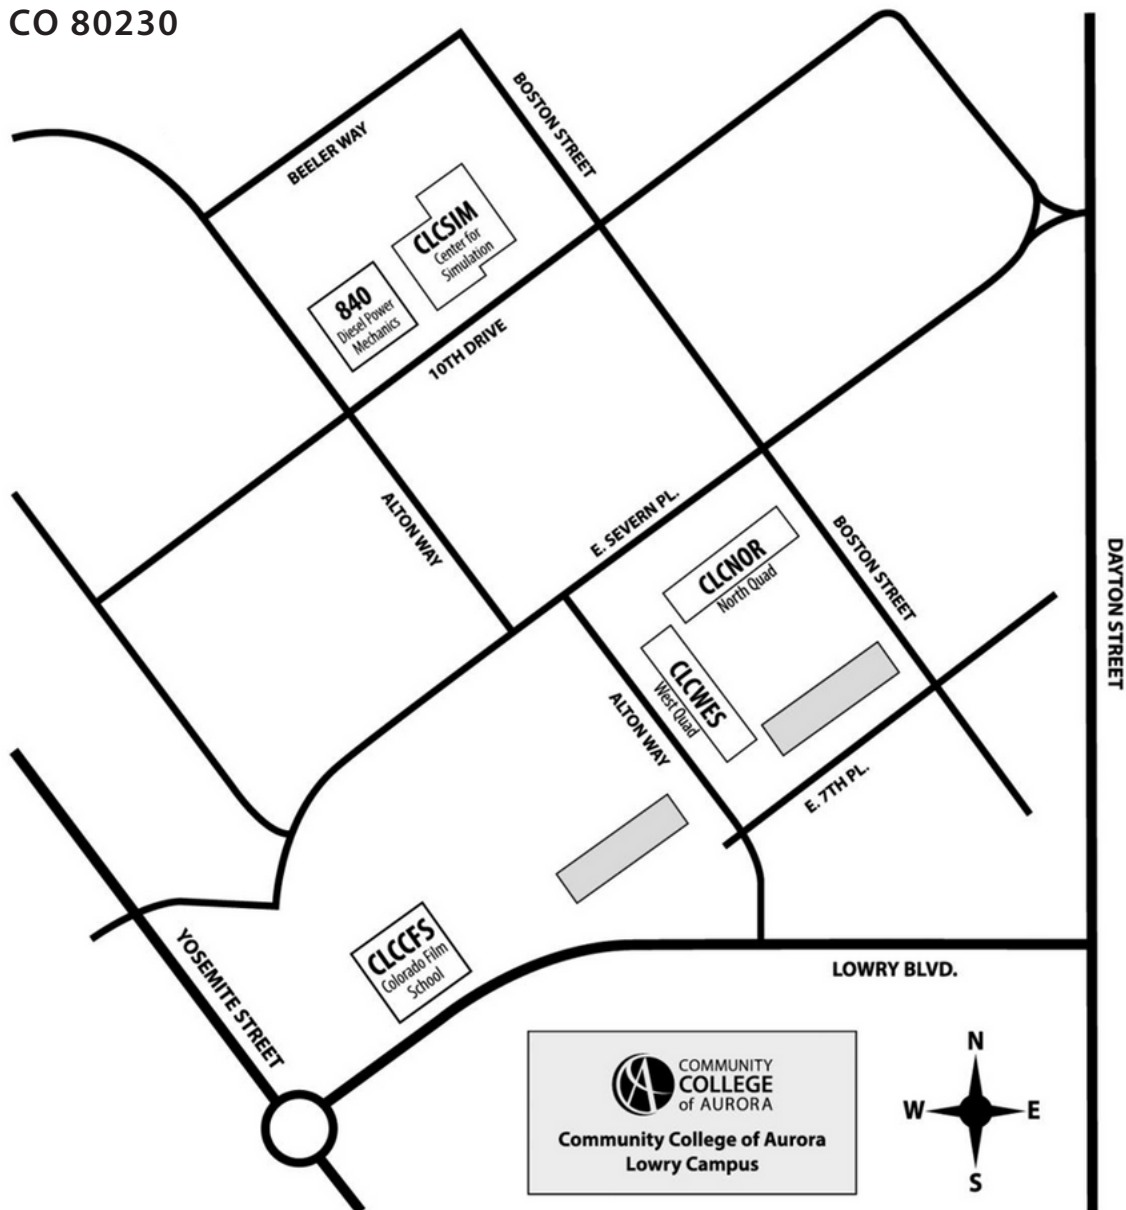 CO 80230
BOSTON STREET
BEELER WAY
CLCSIM
Center for
Simulation
840
Diesel Power
Mechanics
10TH DRIVE
ALTON WAY
E. SEVERN PL.
CLCNOR
North Quad
BOSTON STREET
DAYTON STREET
CLCWES
West Quad
ALTON WAY
E. 7TH PL.
CLCCFS
Colorado Film
School
YOSEMITE STREET
LOWRY BLVD.
COMMUNITY
COLLEGE
of AURORA
Community College of Aurora
Lowry Campus
N
W
E
S